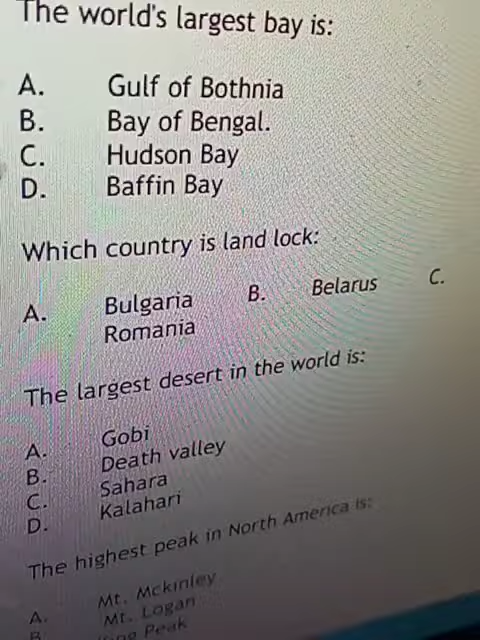 The world's largest bay is:
A. Gulf of Bothnia
B. Bay of Bengal.
C. Hudson Bay
D. Baffin Bay
Which country is land lock:
A. Bulgaria B. Belarus C.
Romania
The largest desert in the world is:
A. Gobi
B. Death valley
C. Sahara
D. Kalahari
The highest peak in North America is:
A. Mt. Mckinley
B. Mt. Logan
Peak